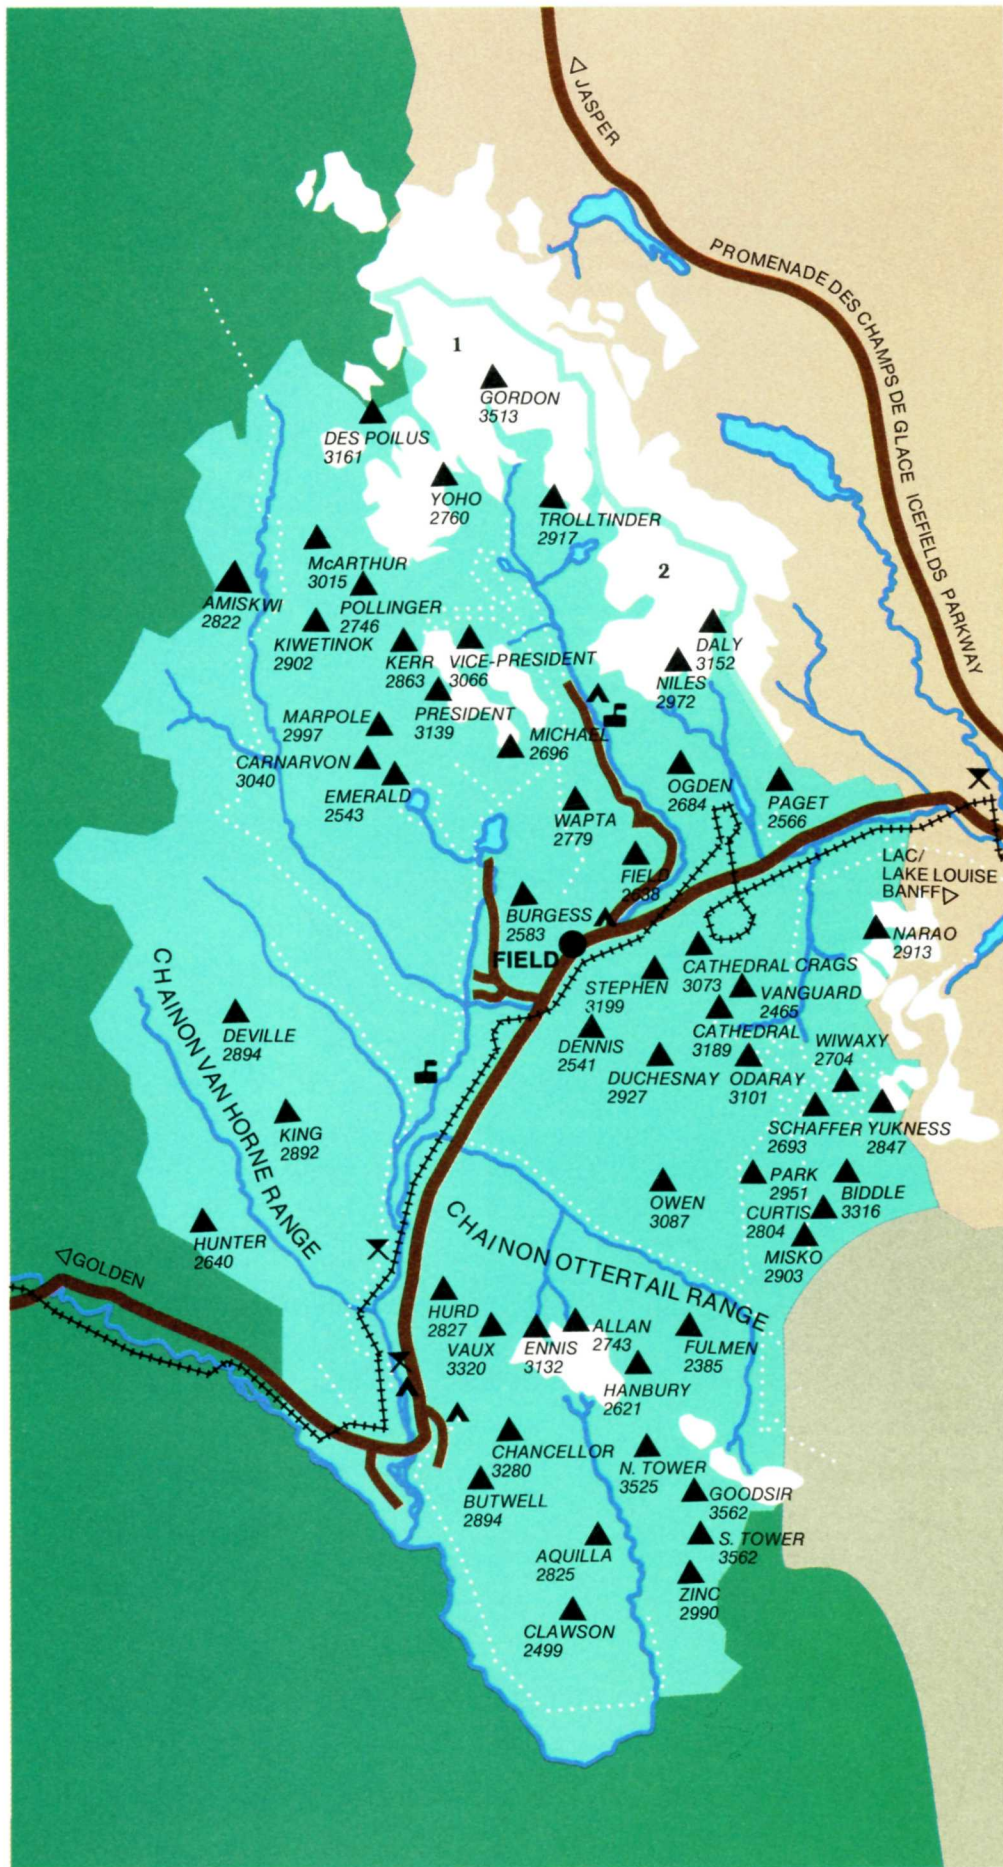 ◁ JASPER
PROMENADE DES CHAMPS DE GLACE ICEFIELDS PARKWAY
1
GORDON
3513
DES POILUS
3161
YOHO
2760
TROLLTINDER
2917
2
McARTHUR
3015
AMISKWI
2822
POLLINGER
2746
KIWETINOK
2902
KERR
2863
VICE-PRESIDENT
3066
DALY
3152
NILES
2972
PRESIDENT
3139
MARPOLE
2997
MICHAEL
2696
CARNARVON
3040
EMERALD
2543
OGDEN
2684
PAGET
2566
WAPTA
2779
FIELD
2638
LAC/
LAKE LOUISE
BANFF ▷
BURGESS
2583
NARAO
2913
FIELD
CATHEDRAL CRAGS
3073
STEPHEN
3199
VANGUARD
2465
CHAINON VAN HORNE RANGE
DEVILLE
2894
DENNIS
2541
CATHEDRAL
3189
WIWAXY
2704
DUCHESNAY
2927
ODARAY
3101
KING
2892
SCHAFFER
2693
YUKNESS
2847
OWEN
3087
PARK
2951
BIDDLE
3316
CURTIS
2804
HUNTER
2640
MISKO
2903
◁ GOLDEN
CHAINON OTTERTAIL RANGE
HURD
2827
VAUX
3320
ENNIS
3132
ALLAN
2743
FULMEN
2385
HANBURY
2621
CHANCELLOR
3280
N. TOWER
3525
BUTWELL
2894
GOODSIR
3562
S. TOWER
3562
AQUILLA
2825
ZINC
2990
CLAWSON
2499